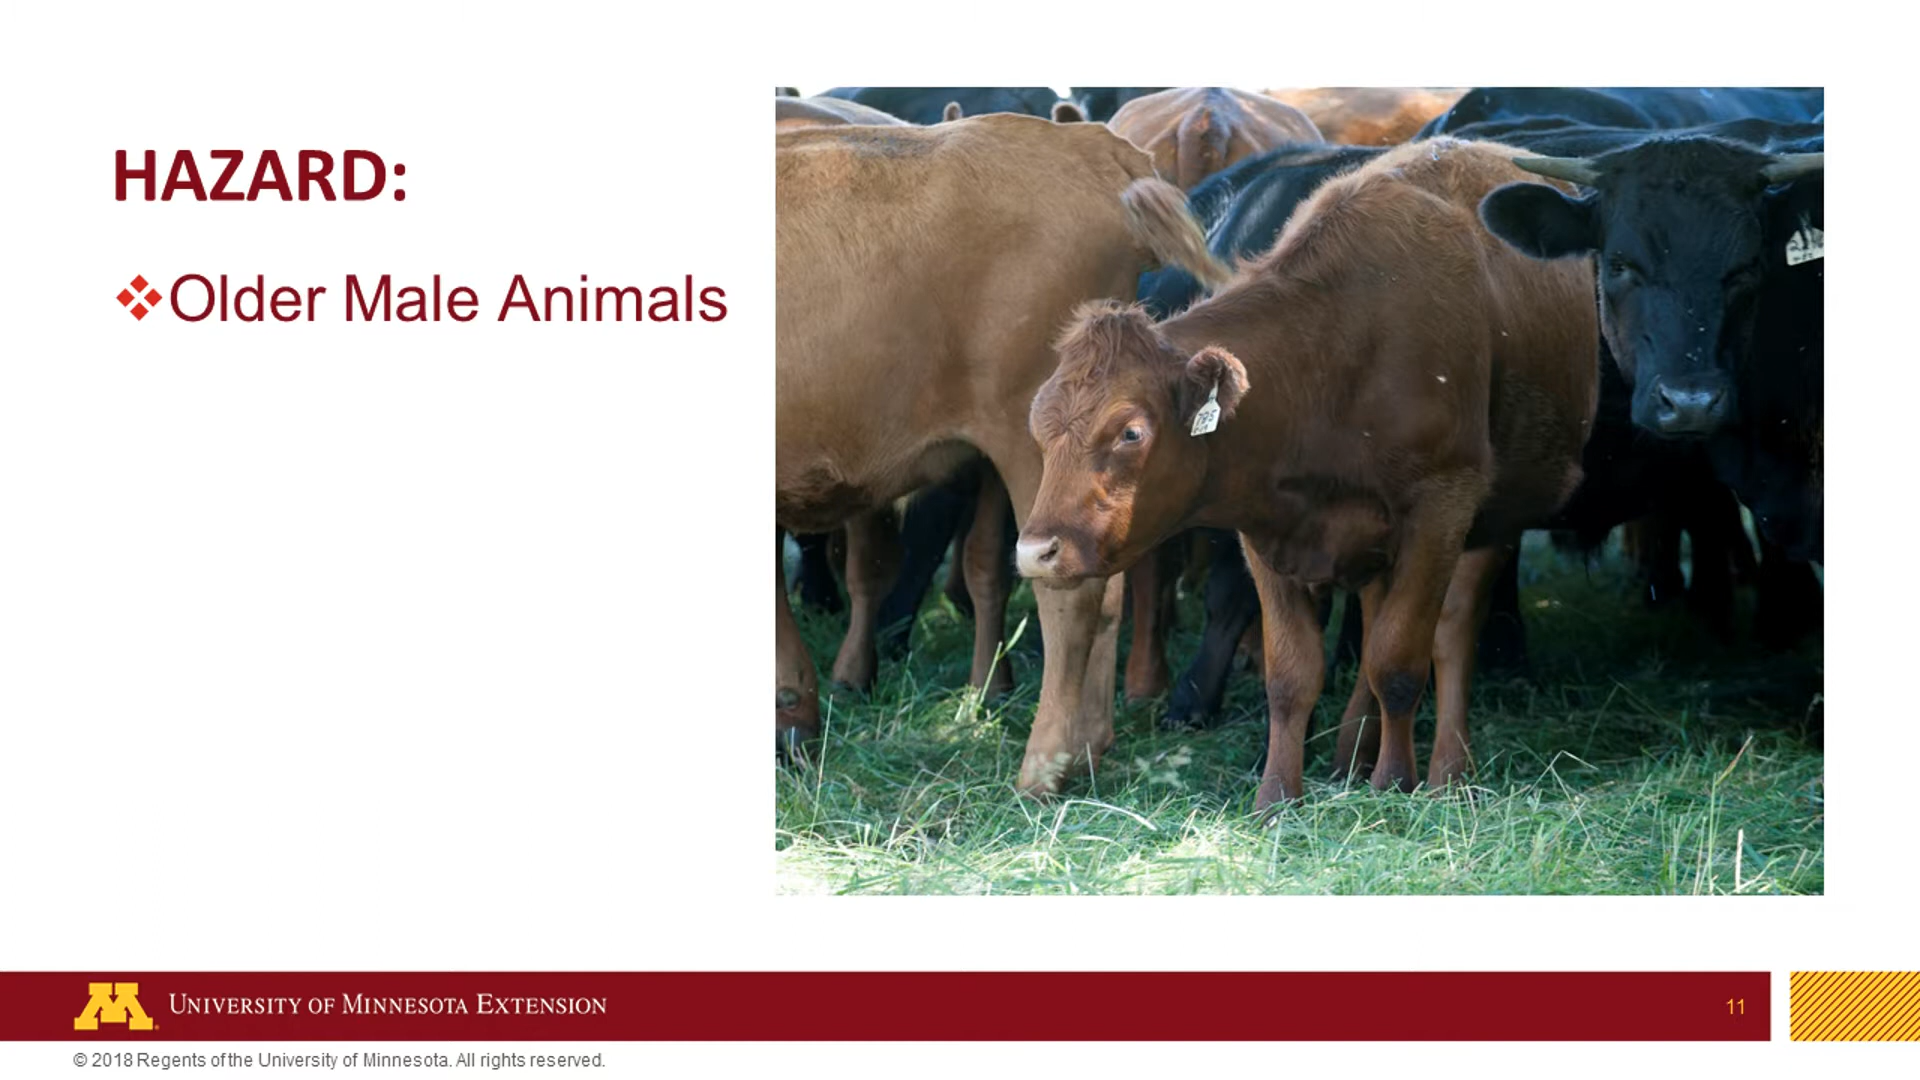 HAZARD:
❖Older Male Animals
785
M
UNIVERSITY OF MINNESOTA EXTENSION
11
© 2018 Regents of the University of Minnesota. All rights reserved.